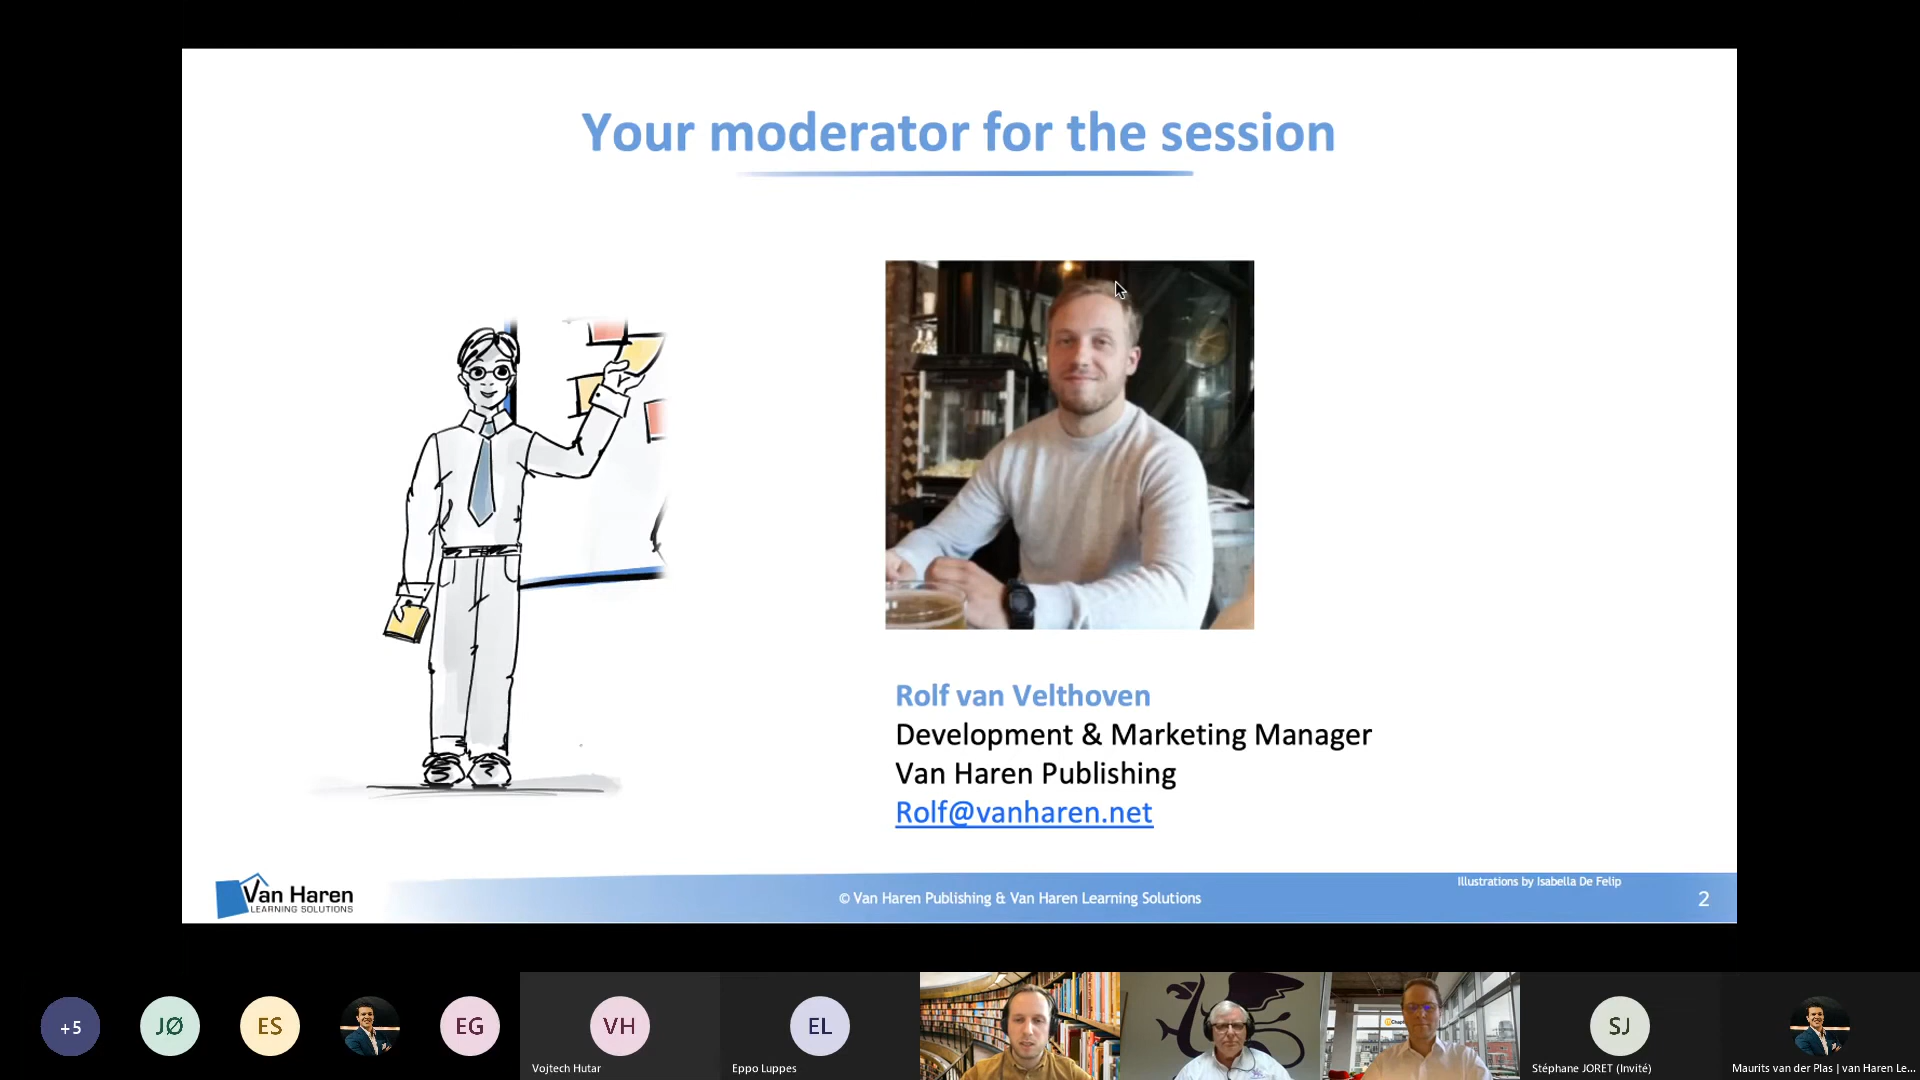 Your moderator for the session
Rolf van Velthoven
Development & Marketing Manager
Van Haren Publishing
Rolf@vanharen.net
Van Haren
LEARNING SOLUTIONS
© Van Haren Publishing & Van Haren Learning Solutions
Illustrations by Isabella De Felip
2
+5
JØ
ES
EG
VH
Vojtech Hutar
EL
Eppo Luppes
SJ
Stéphane JORET (Invité)
Maurits van der Plas | van Haren Le...